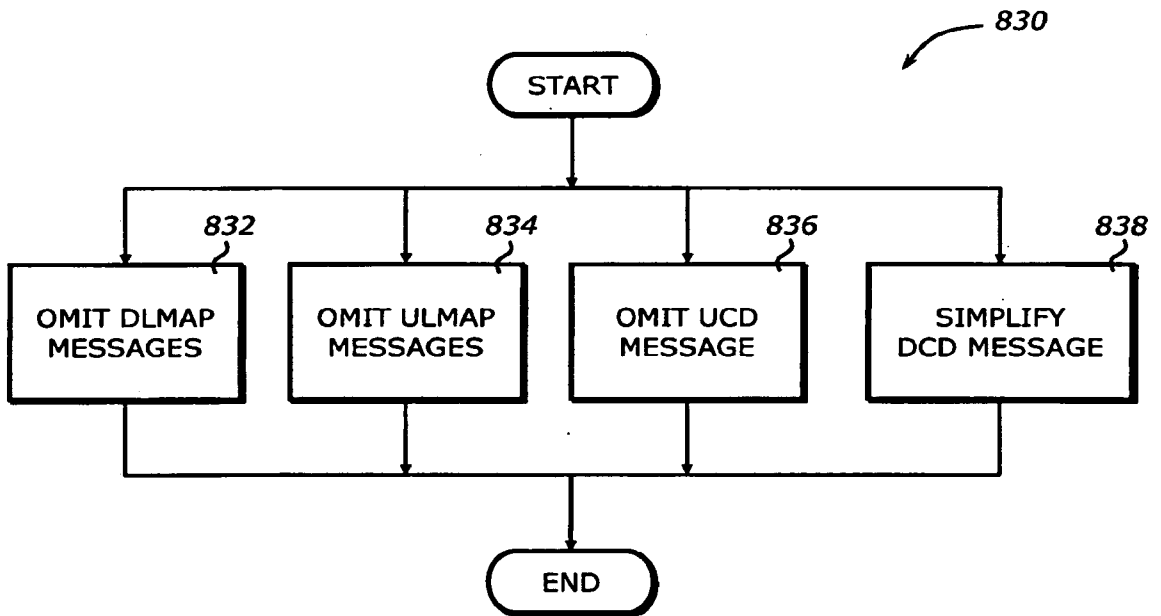 830
START
832
834
836
838
OMIT DLMAP
MESSAGES
OMIT ULMAP
MESSAGES
OMIT UCD
MESSAGE
SIMPLIFY
DCD MESSAGE
END